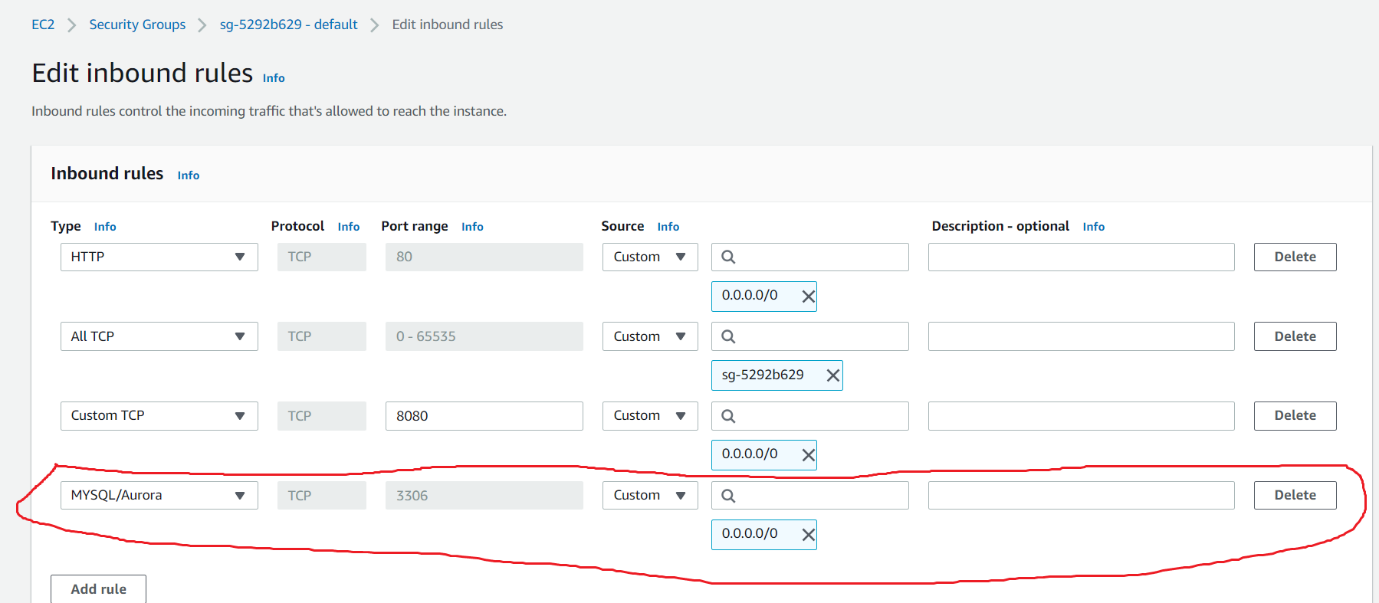 EC2 > Security Groups > sg-5292b629 - default > Edit inbound rules
Edit inbound rules Info
Inbound rules control the incoming traffic that's allowed to reach the instance.
Inbound rules Info
Type Info Protocol Info Port range Info Source Info Description - optional Info
HTTP TCP 80 Custom Delete
0.0.0.0/0
All TCP TCP 0 - 65535 Custom Delete
sg-5292b629
Custom TCP TCP 8080 Custom Delete
0.0.0.0/0
MYSQL/Aurora TCP 3306 Custom Delete
0.0.0.0/0
Add rule